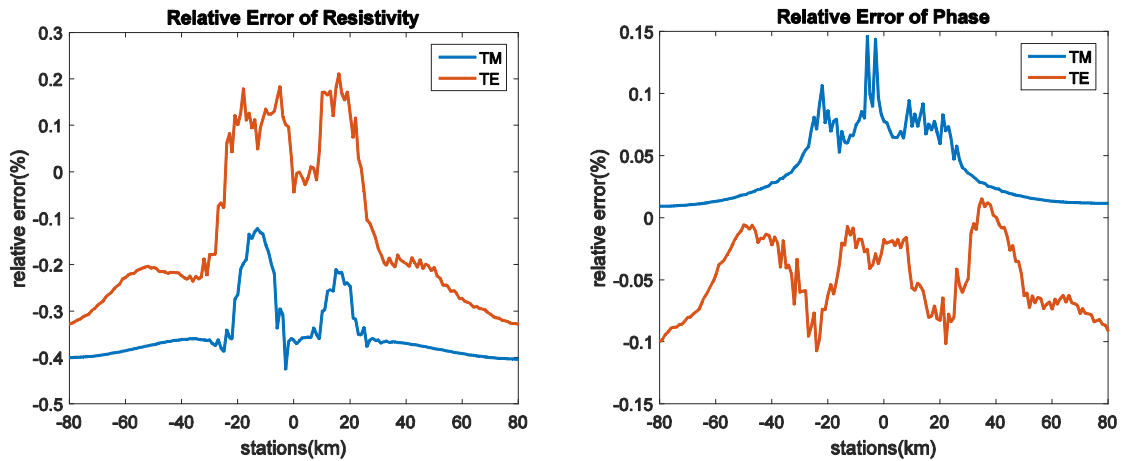 Relative Error of Resistivity
0.3
0.2
0.1
0
-0.1
-0.2
-0.3
-0.4
-0.5
relative error(%)
TM
TE
-80 -60 -40 -20 0 20 40 60 80
stations(km)
Relative Error of Phase
0.15
0.1
0.05
0
-0.05
-0.1
-0.15
relative error(%)
TM
TE
-80 -60 -40 -20 0 20 40 60 80
stations(km)